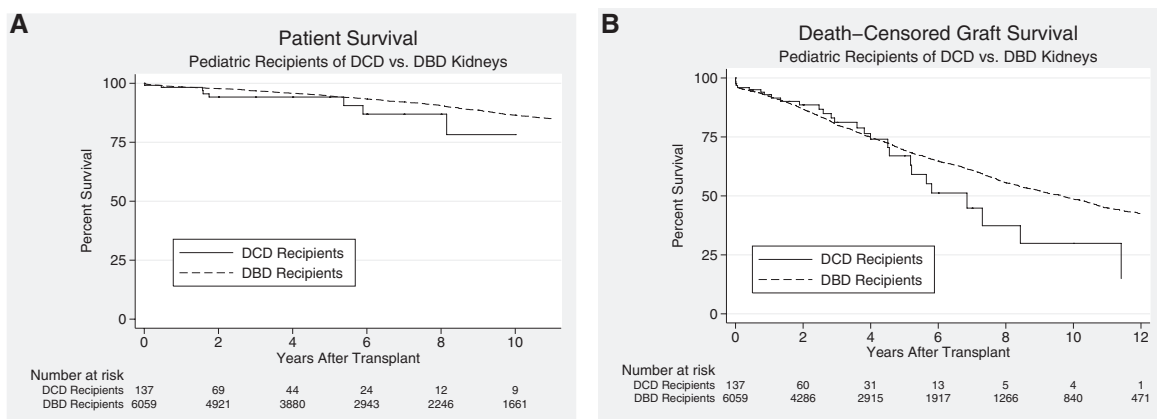 A
Patient Survival
Pediatric Recipients of DCD vs. DBD Kidneys
100
75
50
25
0
Percent Survival
DCD Recipients
DBD Recipients
0 2 4 6 8 10
Years After Transplant
Number at risk
DCD Recipients 137 69 44 24 12 9
DBD Recipients 6059 4921 3880 2943 2246 1661
B
Death−Censored Graft Survival
Pediatric Recipients of DCD vs. DBD Kidneys
100
75
50
25
0
Percent Survival
DCD Recipients
DBD Recipients
0 2 4 6 8 10 12
Years After Transplant
Number at risk
DCD Recipients 137 60 31 13 5 4 1
DBD Recipients 6059 4286 2915 1917 1266 840 471